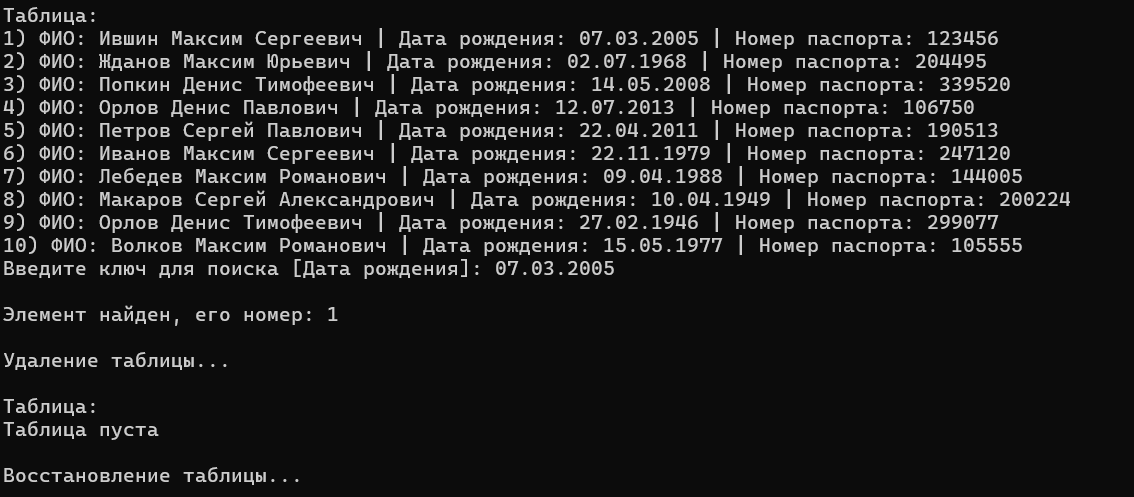 Таблица:
1) ФИО: Ившин Максим Сергеевич | Дата рождения: 07.03.2005 | Номер паспорта: 123456
2) ФИО: Жданов Максим Юрьевич | Дата рождения: 02.07.1968 | Номер паспорта: 204495
3) ФИО: Попкин Денис Тимофеевич | Дата рождения: 14.05.2008 | Номер паспорта: 339520
4) ФИО: Орлов Денис Павлович | Дата рождения: 12.07.2013 | Номер паспорта: 106750
5) ФИО: Петров Сергей Павлович | Дата рождения: 22.04.2011 | Номер паспорта: 190513
6) ФИО: Иванов Максим Сергеевич | Дата рождения: 22.11.1979 | Номер паспорта: 247120
7) ФИО: Лебедев Максим Романович | Дата рождения: 09.04.1988 | Номер паспорта: 144005
8) ФИО: Макаров Сергей Александрович | Дата рождения: 10.04.1949 | Номер паспорта: 200224
9) ФИО: Орлов Денис Тимофеевич | Дата рождения: 27.02.1946 | Номер паспорта: 299077
10) ФИО: Волков Максим Романович | Дата рождения: 15.05.1977 | Номер паспорта: 105555
Введите ключ для поиска [Дата рождения]: 07.03.2005
Элемент найден, его номер: 1
Удаление таблицы...
Таблица:
Таблица пуста
Восстановление таблицы...